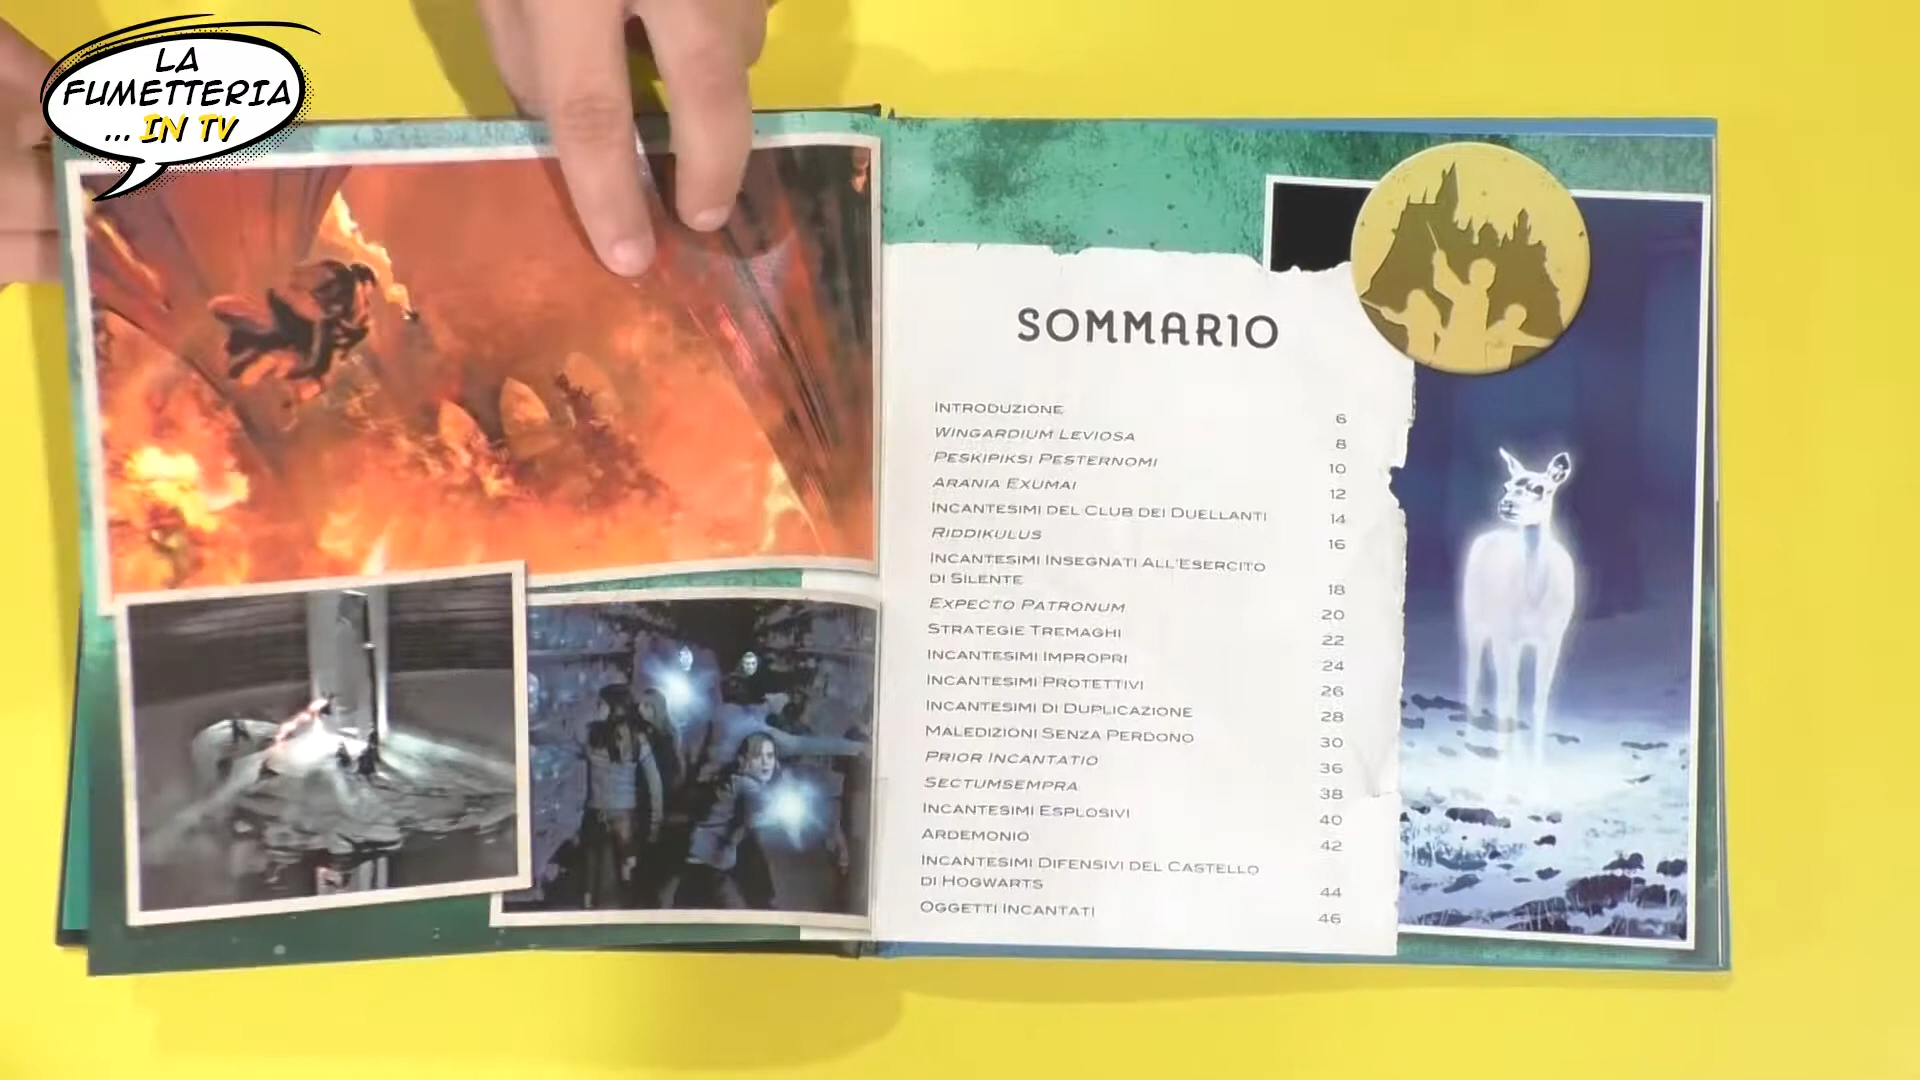 LA
FUMETTERIA
... IN TV
SOMMARIO
INTRODUZIONE 6
WINGARDIUM LEVIOSA 8
PESKIPIKSI PESTERNOMI 10
ARANIA EXUMAI 12
INCANTESIMI DEL CLUB DEI DUELLANTI 14
RIDDIKULUS 16
INCANTESIMI INSEGNATI ALL'ESERCITO
DI SILENTE 18
EXPECTO PATRONUM 20
STRATEGIE TREMAGHI 22
INCANTESIMI IMPROPRI 24
INCANTESIMI PROTETTIVI 26
INCANTESIMI DI DUPLICAZIONE 28
MALEDIZIONI SENZA PERDONO 30
PRIOR INCANTATIO 36
SECTUMSEMPRA 38
INCANTESIMI ESPLOSIVI 40
ARDEMONIO 42
INCANTESIMI DIFENSIVI DEL CASTELLO
DI HOGWARTS 44
OGGETTI INCANTATI 46